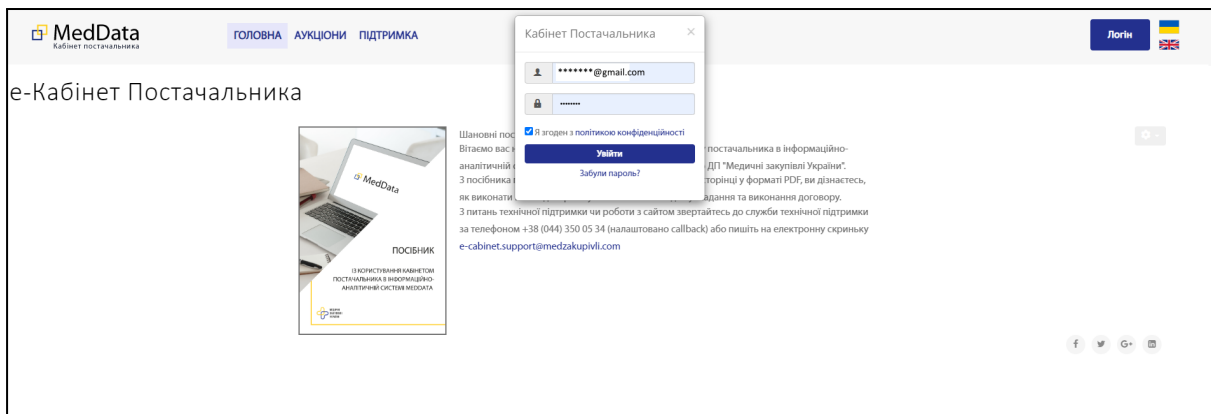 MedData
Кабінет постачальника
ГОЛОВНА АУКЦІОНИ ПІДТРИМКА
Логін
Кабінет Постачальника ×
*******@gmail.com
Я згоден з політикою конфіденційності
Увійти
Забули пароль?
е-Кабінет Постачальника
Шановні пос
Вітаємо вас постачальника в інформаційно-
аналітичній ДП "Медичні закупівлі України".
З посібника торінці у форматі PDF, ви дізнаєтесь,
як виконати адання та виконання договору.
З питань технічної підтримки чи роботи з сайтом звертайтесь до служби технічної підтримки
за телефоном +38 (044) 350 05 34 (налаштовано callback) або пишіть на електронну скриньку
e-cabinet.support@medzakupivli.com
MedData
ПОСІБНИК
ІЗ КОРИСТУВАННЯ КАБІНЕТОМ
ПОСТАЧАЛЬНИКА В ІНФОРМАЦІЙНО-
АНАЛІТИЧНІЙ СИСТЕМІ MEDDATA